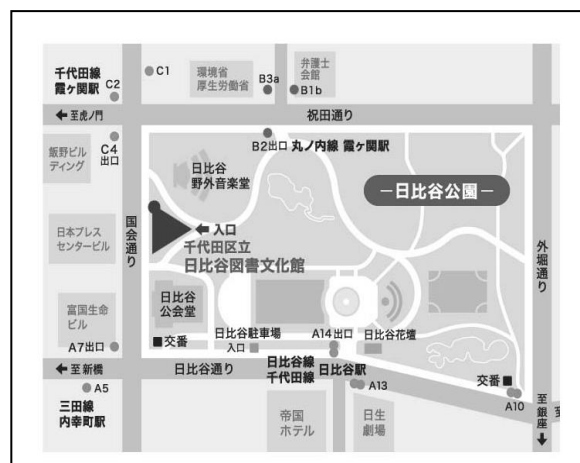 千代田線
霞ヶ関駅
C2
C1
環境省
厚生労働省
B3a
弁護士
会館
B1b
←至虎ノ門
祝田通り
飯野ビル
ディング
C4
出口
B2出口 丸ノ内線 霞ヶ関駅
日比谷
野外音楽堂
−日比谷公園−
国会通り
日本プレス
センタービル
←入口
千代田区立
日比谷図書文化館
外堀通り
富国生命
ビル
日比谷
公会堂
A7出口
■交番
日比谷駐車場
入口
A14出口
日比谷花壇
←至新橋
日比谷通り
日比谷線
千代田線
日比谷駅
交番■
A5
A13
A10
三田線
内幸町駅
帝国
ホテル
日生
劇場
至銀座
至